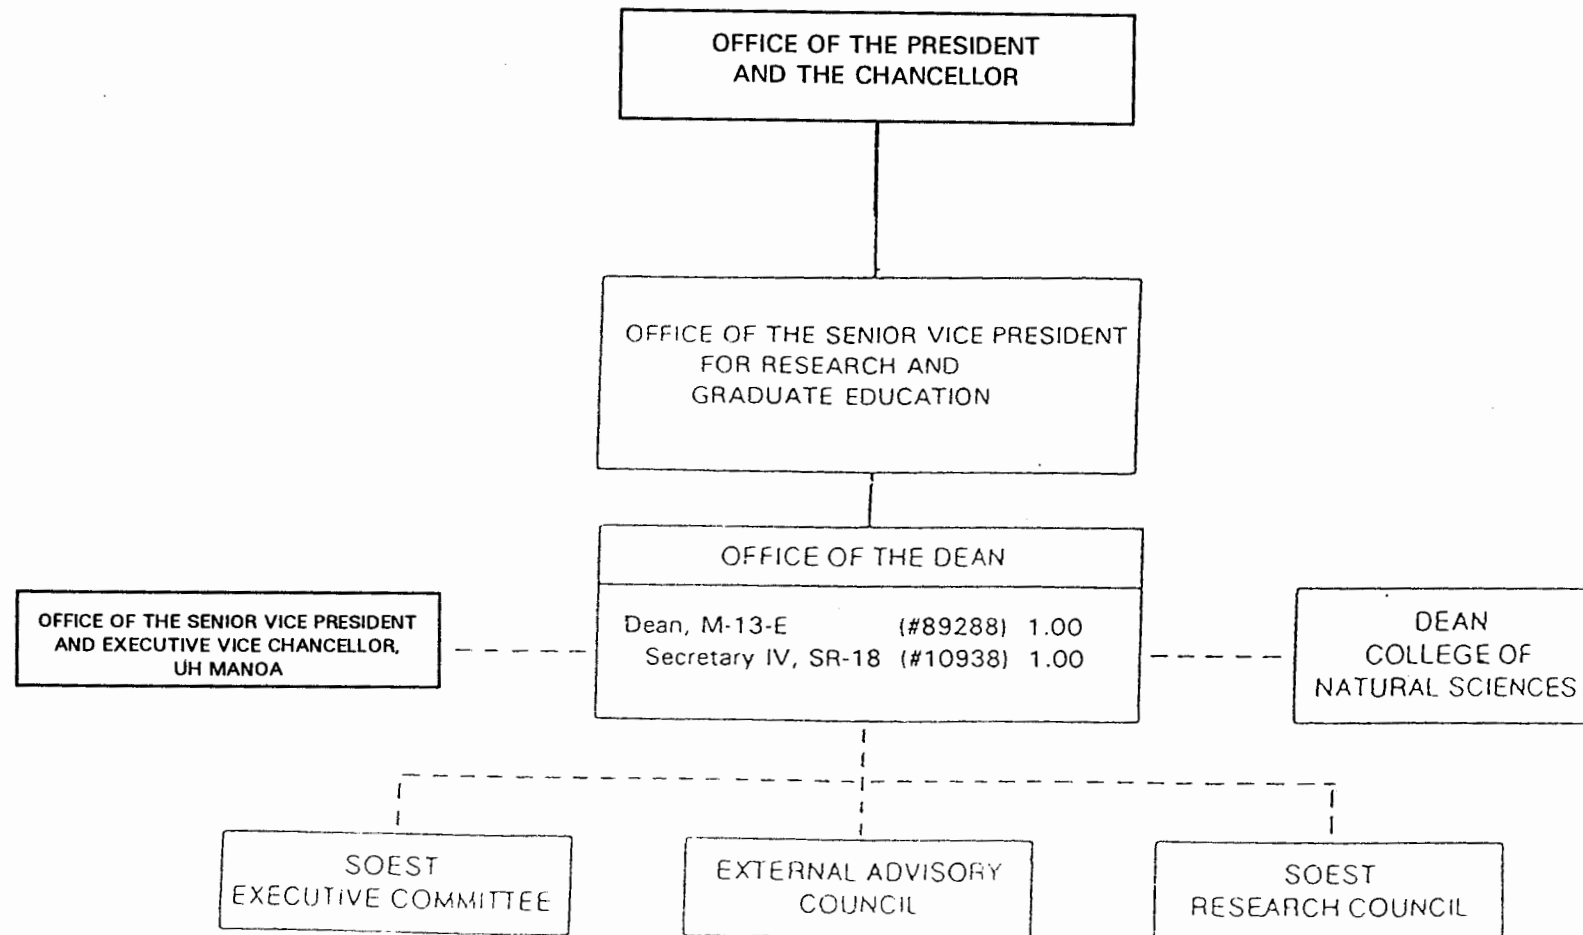 OFFICE OF THE PRESIDENT
AND THE CHANCELLOR
OFFICE OF THE SENIOR VICE PRESIDENT
FOR RESEARCH AND
GRADUATE EDUCATION
OFFICE OF THE DEAN
Dean, M-13-E (#89288) 1.00
Secretary IV, SR-18 (#10938) 1.00
OFFICE OF THE SENIOR VICE PRESIDENT
AND EXECUTIVE VICE CHANCELLOR,
UH MANOA
DEAN
COLLEGE OF
NATURAL SCIENCES
SOEST
EXECUTIVE COMMITTEE
EXTERNAL ADVISORY
COUNCIL
SOEST
RESEARCH COUNCIL